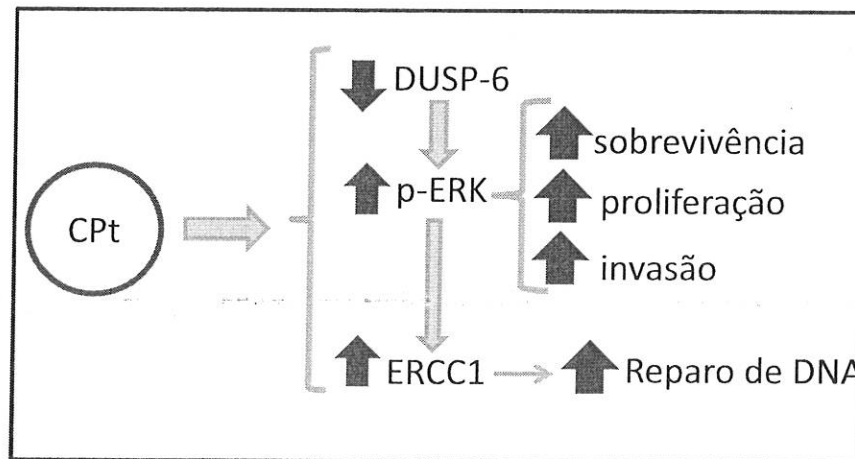 DUSP-6
sobrevivência
p-ERK
proliferação
CPt
invasão
ERCC1
Reparo de DNA